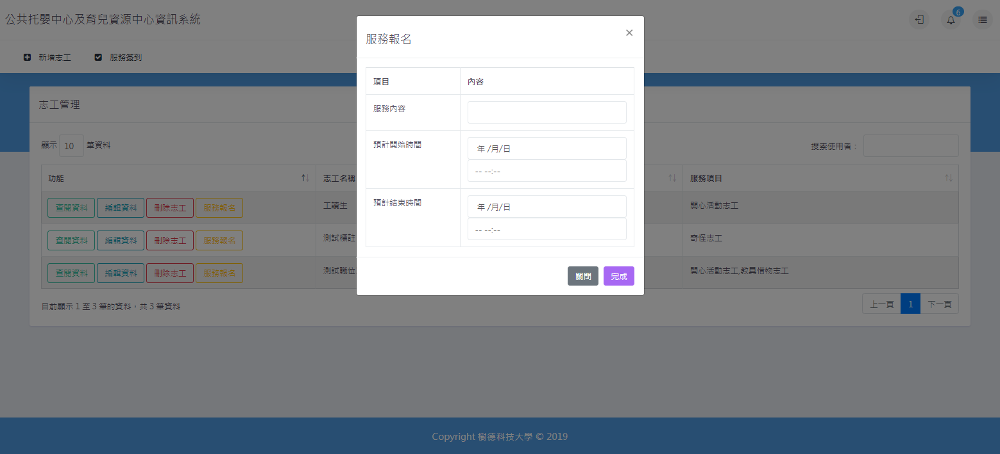 公共托嬰中心及育兒資源中心資訊系統
6
新增志工 服務簽到
志工管理
顯示 10 筆資料
搜索使用者：
功能 志工名稱 服務項目
查閱資料 編輯資料 刪除志工 服務報名 工讀生 開心活動志工
查閱資料 編輯資料 刪除志工 服務報名 測試標註 奇怪志工
查閱資料 編輯資料 刪除志工 服務報名 測試職位 開心活動志工,教具惜物志工
目前顯示 1 至 3 筆的資料，共 3 筆資料
上一頁 1 下一頁
服務報名
×
項目 內容
服務內容
預計開始時間 年 /月/日
-- --:--
預計結束時間 年 /月/日
-- --:--
關閉 完成
Copyright 樹德科技大學 © 2019